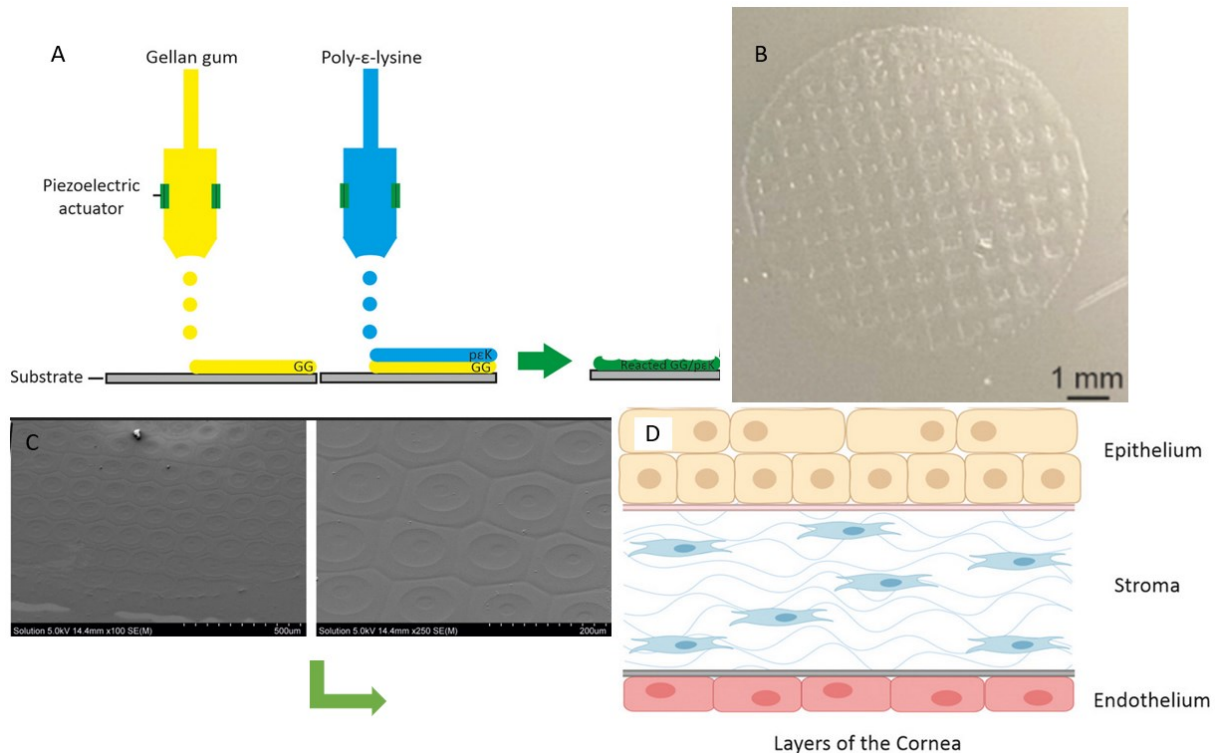 A
Gellan gum
Poly-ε-lysine
Piezoelectric
actuator
pεK
GG
GG
Reacted GG/pεK
Substrate
B
1 mm
C
Solution 5.0kV 14.4mm x100 SE(M)
500um
Solution 5.0kV 14.4mm x250 SE(M)
200um
D
Epithelium
Stroma
Endothelium
Layers of the Cornea